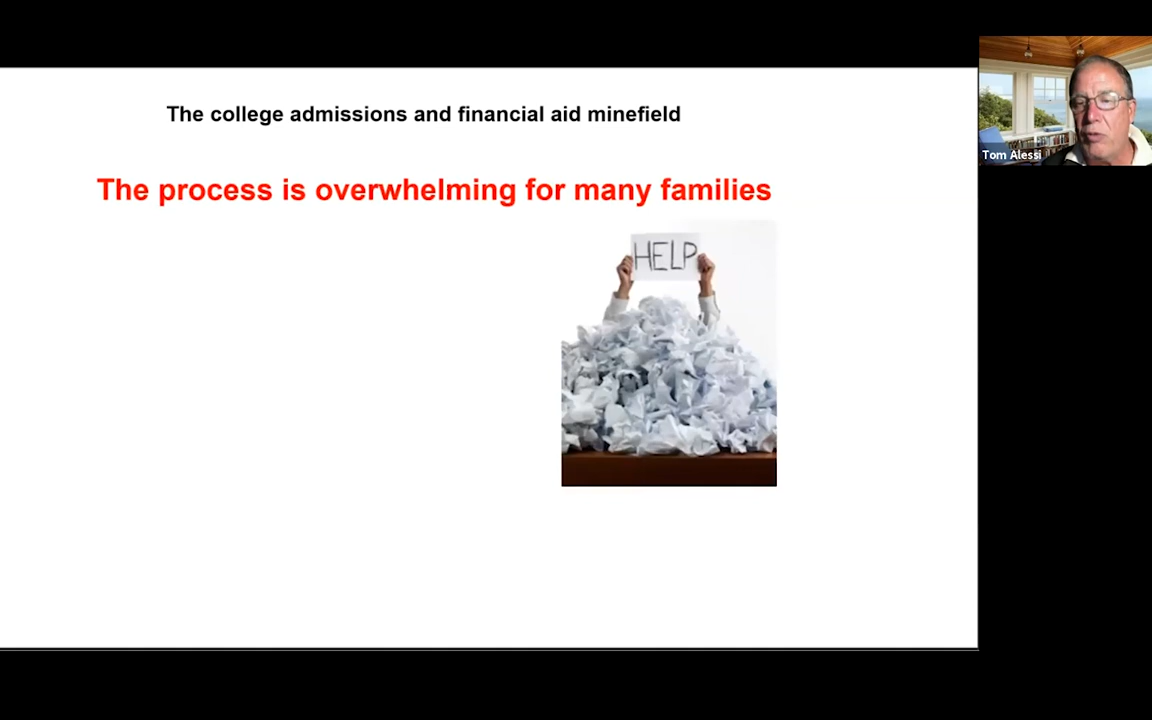 The college admissions and financial aid minefield
The process is overwhelming for many families
HELP
Tom Alessi